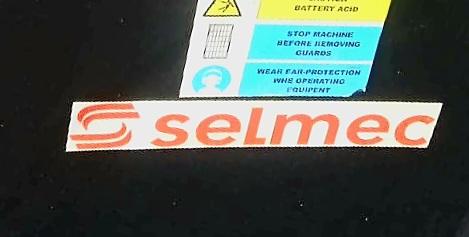 BATTERY ACID
STOP MACHINE
BEFORE REMOVING
GUARDS
WEAR EAR-PROTECTION
WHE OPERATING
EQUIPENT
selmec